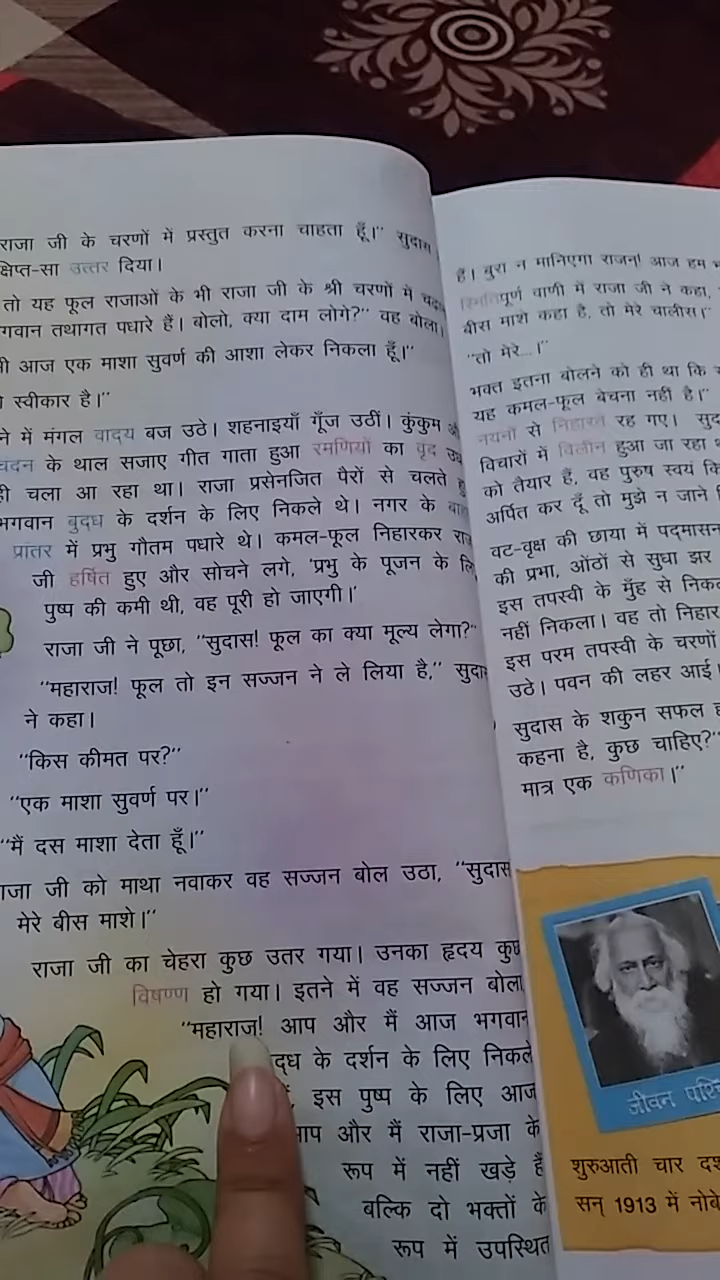 राजा जी के चरणों में प्रस्तुत करना चाहता हूँ।" सुदास
क्षिप्त-सा उत्तर दिया।
तो यह फूल राजाओं के भी राजा जी के श्री चरणों में
गवान तथागत पधारे हैं। बोलो, क्या दाम लोगे?" वह बोला।
आज एक माशा सुवर्ण की आशा लेकर निकला हूँ।"
स्वीकार है।"
ने में मंगल वाद्य बज उठे। शहनाइयाँ गूँज उठीं। कुंकुम
चंदन के थाल सजाए गीत गाता हुआ रमणियों का वृंद
ही चला आ रहा था। राजा प्रसेनजित पैरों से चलते
भगवान बुद्ध के दर्शन के लिए निकले थे। नगर के
प्रांतर में प्रभु गौतम पधारे थे। कमल-फूल निहारकर
जी हर्षित हुए और सोचने लगे, 'प्रभु के पूजन के
पुष्प की कमी थी, वह पूरी हो जाएगी।'
राजा जी ने पूछा, "सुदास! फूल का क्या मूल्य लेगा?"
"महाराज! फूल तो इन सज्जन ने ले लिया है," सुदास
ने कहा।
"किस कीमत पर?"
"एक माशा सुवर्ण पर।"
"मैं दस माशा देता हूँ।"
राजा जी को माथा नवाकर वह सज्जन बोल उठा, "सुदास
मेरे बीस माशे।"
राजा जी का चेहरा कुछ उतर गया। उनका हृदय कुछ
विषण्ण हो गया। इतने में वह सज्जन बोला
"महाराज! आप और मैं आज भगवान
द्ध के दर्शन के लिए निकले
इस पुष्प के लिए आज
आप और मैं राजा-प्रजा के
रूप में नहीं खड़े हैं
बल्कि दो भक्तों के
रूप में उपस्थित
हैं। बुरा न मानिएगा राजन्! आज हम
स्मितिपूर्ण वाणी में राजा जी ने कहा,
बीस माशे कहा है, तो मेरे चालीस।"
"तो मेरे...।"
भक्त इतना बोलने को ही था कि
यह कमल-फूल बेचना नहीं है।"
नयनों से निहारते रह गए।
विचारों में विलीन हुआ जा रहा
को तैयार हैं, वह पुरुष स्वयं
अर्पित कर दूँ तो मुझे न जाने
वट-वृक्ष की छाया में पद्मासन
की प्रभा, ओंठों से सुधा झर
इस तपस्वी के मुँह से
नहीं निकला। वह तो निहार
इस परम तपस्वी के चरणों
उठे। पवन की लहर आई।
सुदास के शकुन सफल
कहना है, कुछ चाहिए?"
मात्र एक कणिका।"
जीवन
शुरुआती चार
सन् 1913 में